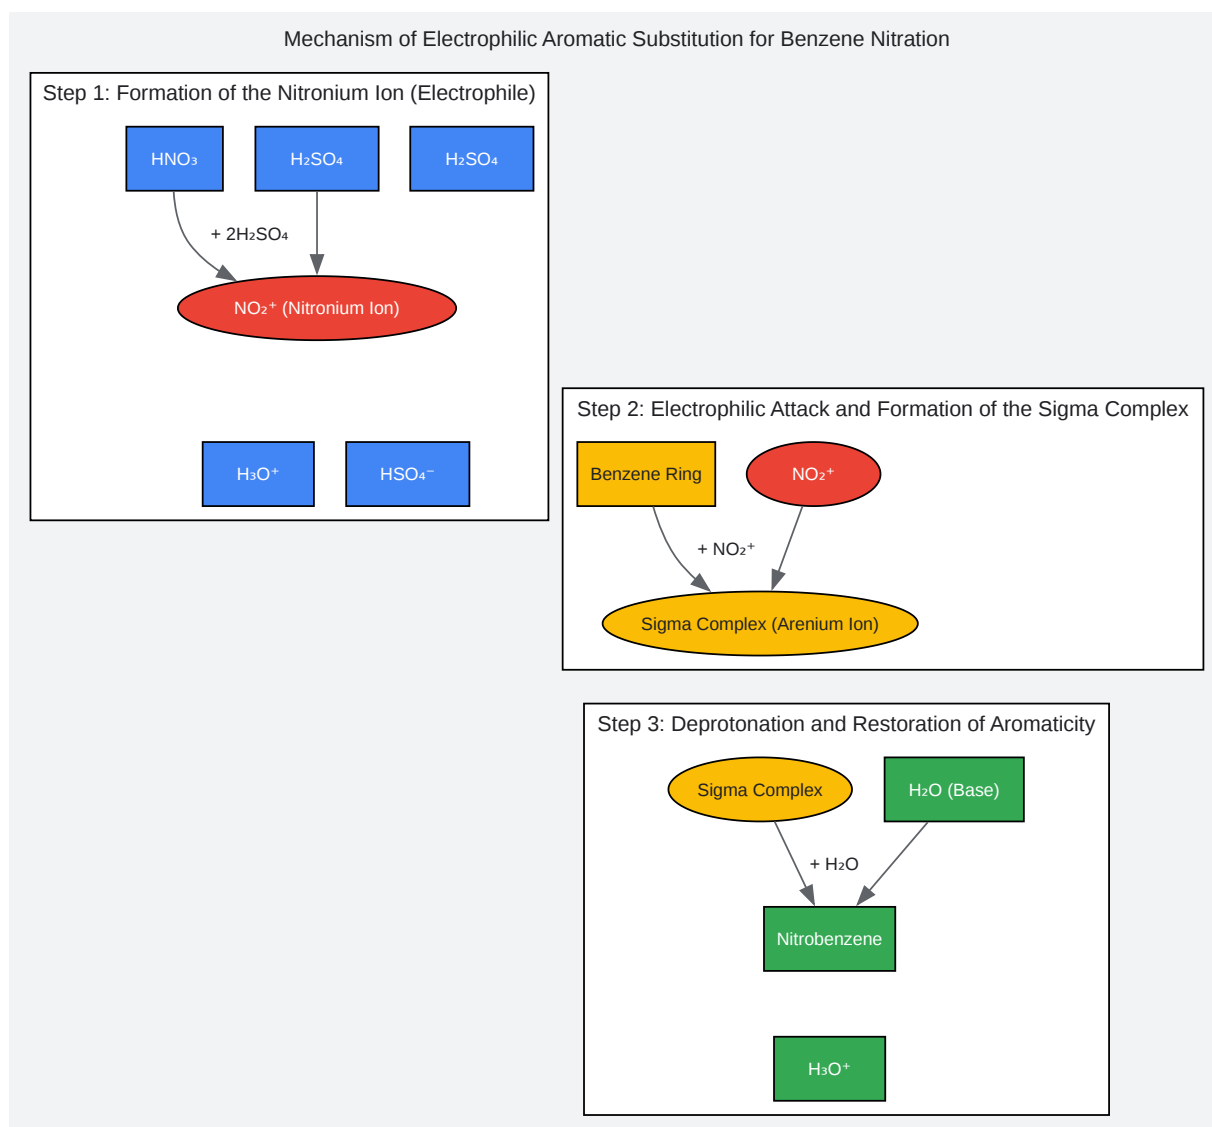 Mechanism of Electrophilic Aromatic Substitution for Benzene Nitration
Step 1: Formation of the Nitronium Ion (Electrophile)
HNO₃
H₂SO₄
H₂SO₄
+ 2H₂SO₄
NO₂⁺ (Nitronium Ion)
H₃O⁺
HSO₄⁻
Step 2: Electrophilic Attack and Formation of the Sigma Complex
Benzene Ring
NO₂⁺
+ NO₂⁺
Sigma Complex (Arenium Ion)
Step 3: Deprotonation and Restoration of Aromaticity
Sigma Complex
H₂O (Base)
+ H₂O
Nitrobenzene
H₃O⁺